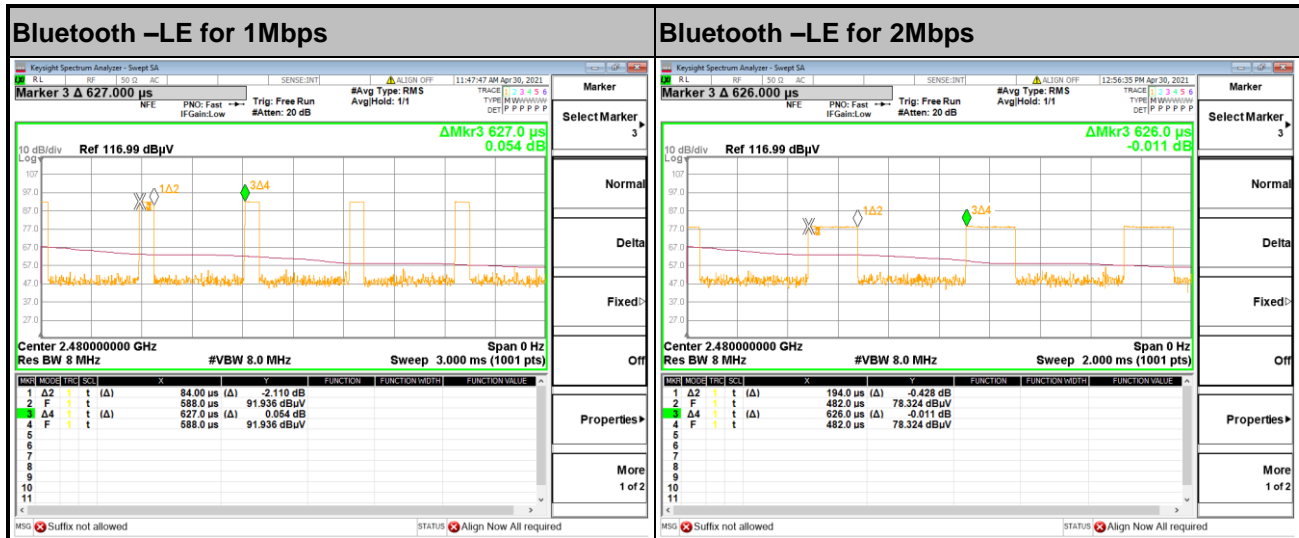 Bluetooth –LE for 1Mbps
Keysight Spectrum Analyzer - Swept SA
RL RF 50 Ω AC SENSE:INT ALIGN OFF 11:47:47 AM Apr 30, 2021
Marker 3 Δ 627.000 µs
#Avg Type: RMS
TRACE 1 2 3 4 5 6
NFE PNO: Fast Trig: Free Run Avg|Hold: 1/1
TYPE MWWWWW
IFGain:Low #Atten: 20 dB
DET P P P P P P
ΔMkr3 627.0 µs
0.054 dB
10 dB/div Ref 116.99 dBµV
Log
107
97.0
87.0
77.0
67.0
57.0
47.0
37.0
27.0
1Δ2
3Δ4
Center 2.480000000 GHz Span 0 Hz
Res BW 8 MHz #VBW 8.0 MHz Sweep 3.000 ms (1001 pts)
MKR MODE TRC SCL X Y FUNCTION FUNCTION WIDTH FUNCTION VALUE
1 Δ2 1 t (Δ) 84.00 µs (Δ) -2.110 dB
2 F 1 t 588.0 µs 91.936 dBµV
3 Δ4 1 t (Δ) 627.0 µs (Δ) 0.054 dB
4 F 1 t 588.0 µs 91.936 dBµV
5
6
7
8
9
10
11
MSG Suffix not allowed STATUS Align Now All required
Marker
Select Marker
3
Normal
Delta
Fixed
Off
Properties
More
1 of 2
Bluetooth –LE for 2Mbps
Keysight Spectrum Analyzer - Swept SA
RL RF 50 Ω AC SENSE:INT ALIGN OFF 12:56:35 PM Apr 30, 2021
Marker 3 Δ 626.000 µs
#Avg Type: RMS
TRACE 1 2 3 4 5 6
NFE PNO: Fast Trig: Free Run Avg|Hold: 1/1
TYPE MWWWWW
IFGain:Low #Atten: 20 dB
DET P P P P P P
ΔMkr3 626.0 µs
-0.011 dB
10 dB/div Ref 116.99 dBµV
Log
107
97.0
87.0
77.0
67.0
57.0
47.0
37.0
27.0
1Δ2
3Δ4
Center 2.480000000 GHz Span 0 Hz
Res BW 8 MHz #VBW 8.0 MHz Sweep 2.000 ms (1001 pts)
MKR MODE TRC SCL X Y FUNCTION FUNCTION WIDTH FUNCTION VALUE
1 Δ2 1 t (Δ) 194.0 µs (Δ) -0.428 dB
2 F 1 t 482.0 µs 78.324 dBµV
3 Δ4 1 t (Δ) 626.0 µs (Δ) -0.011 dB
4 F 1 t 482.0 µs 78.324 dBµV
5
6
7
8
9
10
11
MSG Suffix not allowed STATUS Align Now All required
Marker
Select Marker
3
Normal
Delta
Fixed
Off
Properties
More
1 of 2